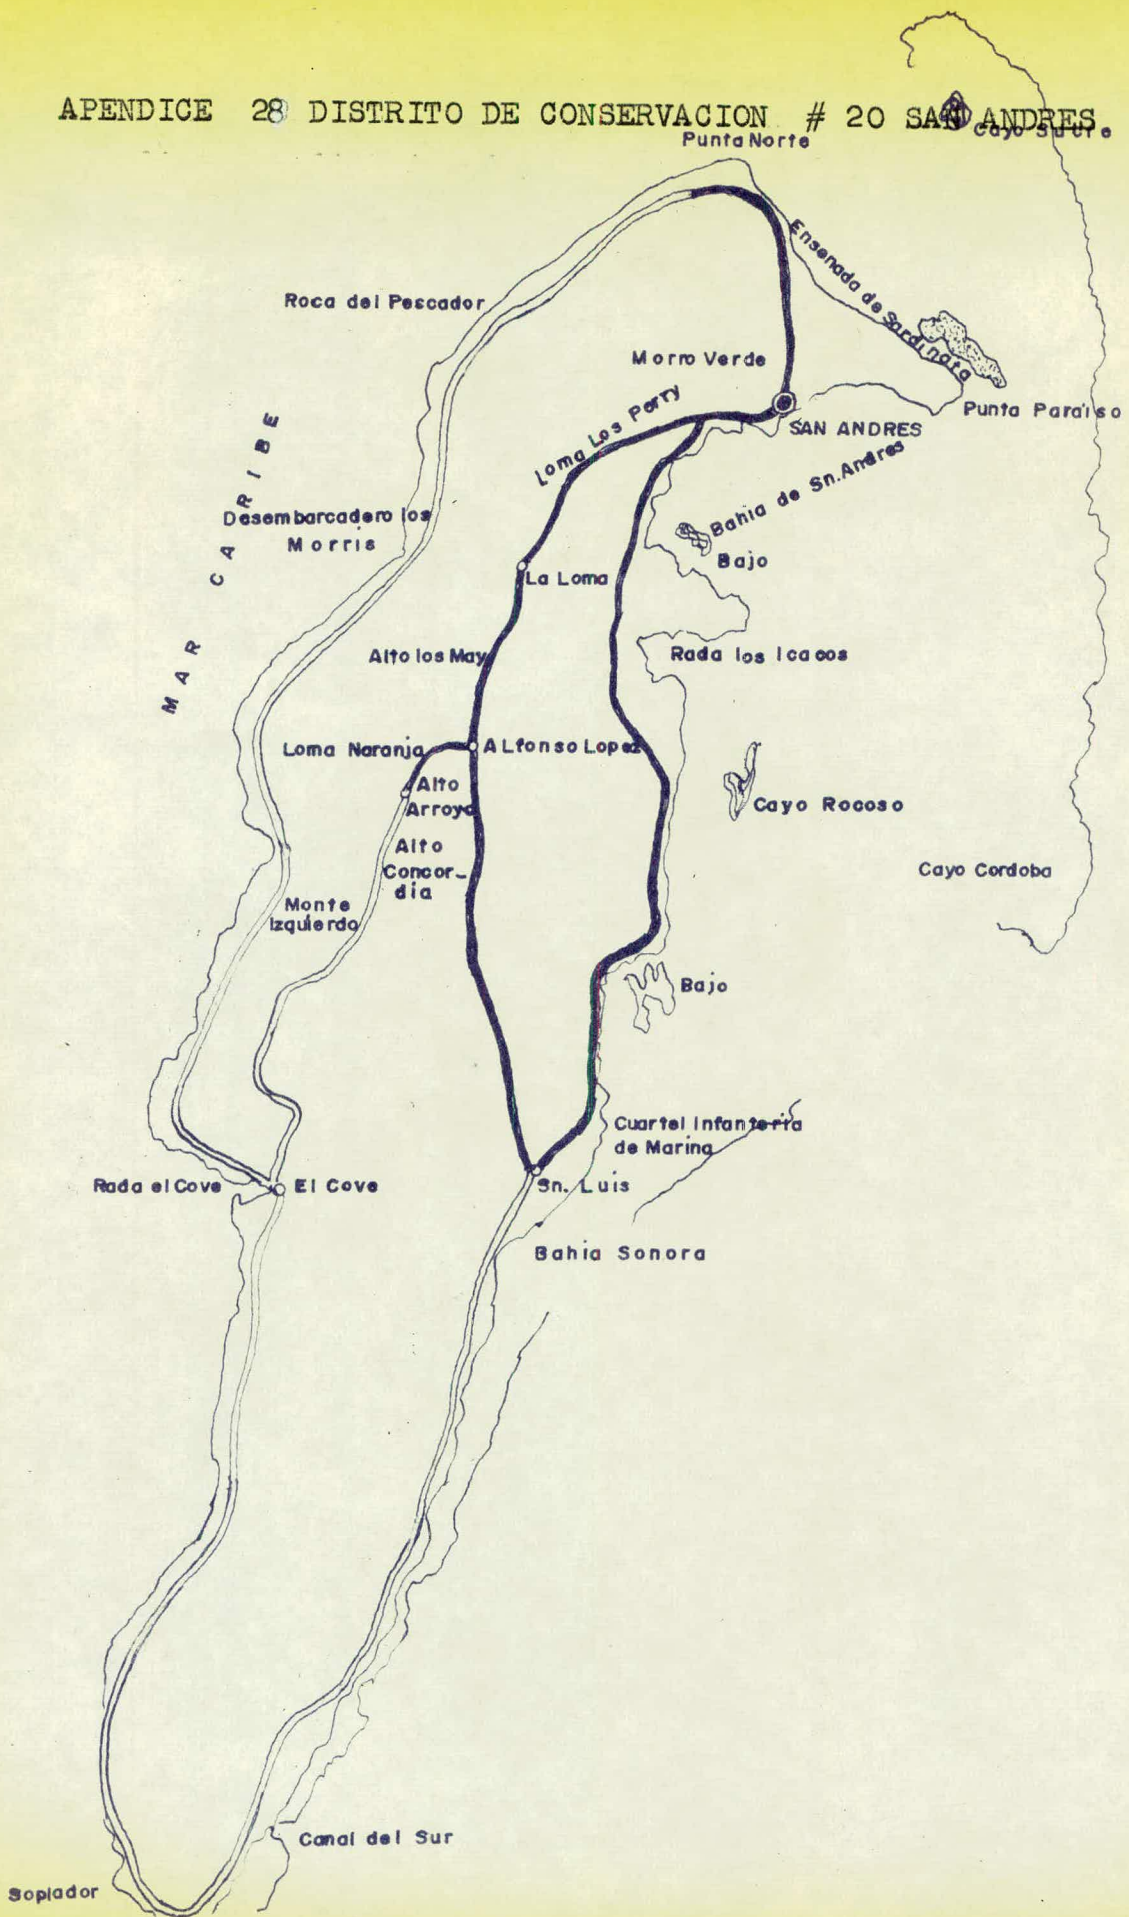 APENDICE 28 DISTRITO DE CONSERVACION # 20 SAN ANDRES
Cayo Sucre
Punta Norte
Ensenada de Sardinata
Roca del Pescador
Morro Verde
Punta Paraiso
SAN ANDRES
Loma Los Perry
MAR CARIBE
Bahia de Sn. Andres
Desembarcadero los
Morris
Bajo
La Loma
Alto los May
Rada los Icacos
Loma Naranja
ALfonso Lopez
Alto
Arroyo
Cayo Rocoso
Alto
Concor-
dia
Cayo Cordoba
Monte
Izquierdo
Bajo
Cuartel Infanteria
de Marina
Rada el Cove
El Cove
Sn. Luis
Bahia Sonora
Canal del Sur
Soplador